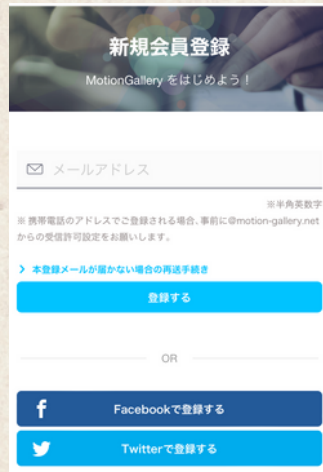 新規会員登録
MotionGallery をはじめよう！
メールアドレス
※半角英数字
※ 携帯電話のアドレスでご登録される場合、事前に@motion-gallery.net
からの受信許可設定をお願いします。
本登録メールが届かない場合の再送手続き
登録する
OR
Facebookで登録する
Twitterで登録する